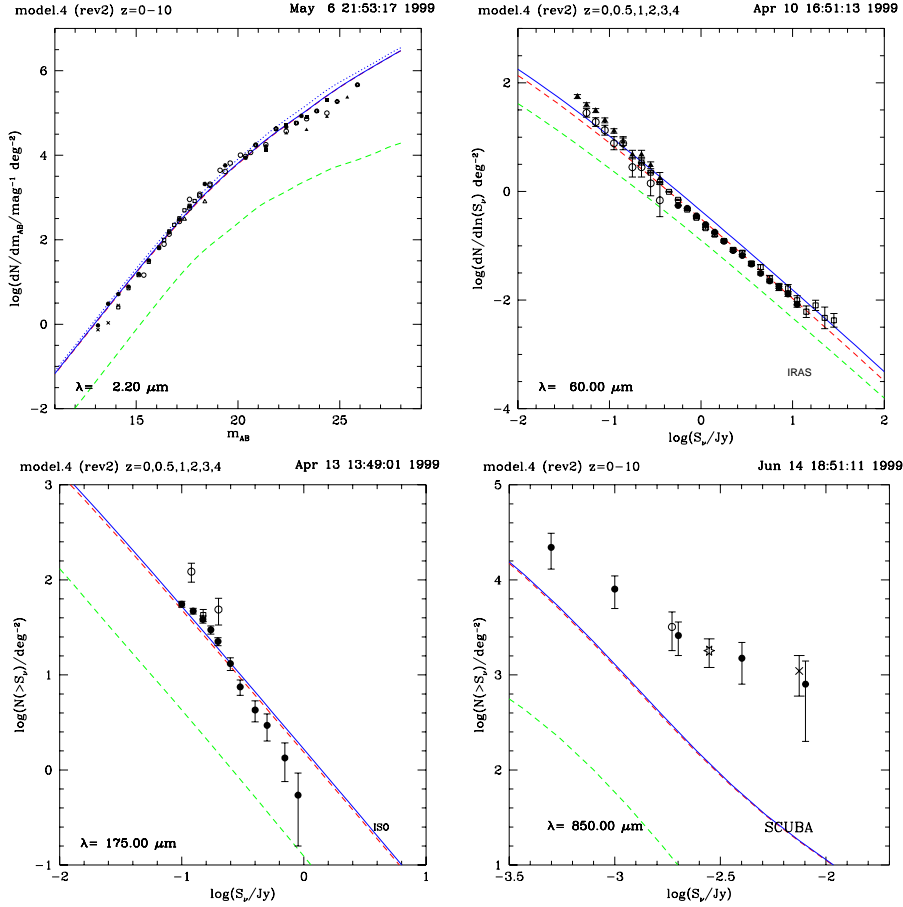 model.4 (rev2) z=0-10
May 6 21:53:17 1999
log(dN/dm_AB/mag^-1 deg^-2)
6
4
2
0
-2
λ= 2.20 μm
15
20
25
m_AB
model.4 (rev2) z=0,0.5,1,2,3,4
Apr 10 16:51:13 1999
log(dN/dln(S_ν) deg^-2)
2
0
-2
-4
IRAS
λ= 60.00 μm
-2
-1
0
1
2
log(S_ν/Jy)
model.4 (rev2) z=0,0.5,1,2,3,4
Apr 13 13:49:01 1999
log(N(>S_ν)/deg^-2)
3
2
1
0
-1
ISO
λ= 175.00 μm
-2
-1
0
1
log(S_ν/Jy)
model.4 (rev2) z=0-10
Jun 14 18:51:11 1999
log(N(>S_ν)/deg^-2)
5
4
3
2
1
λ= 850.00 μm
SCUBA
-3.5
-3
-2.5
-2
log(S_ν/Jy)